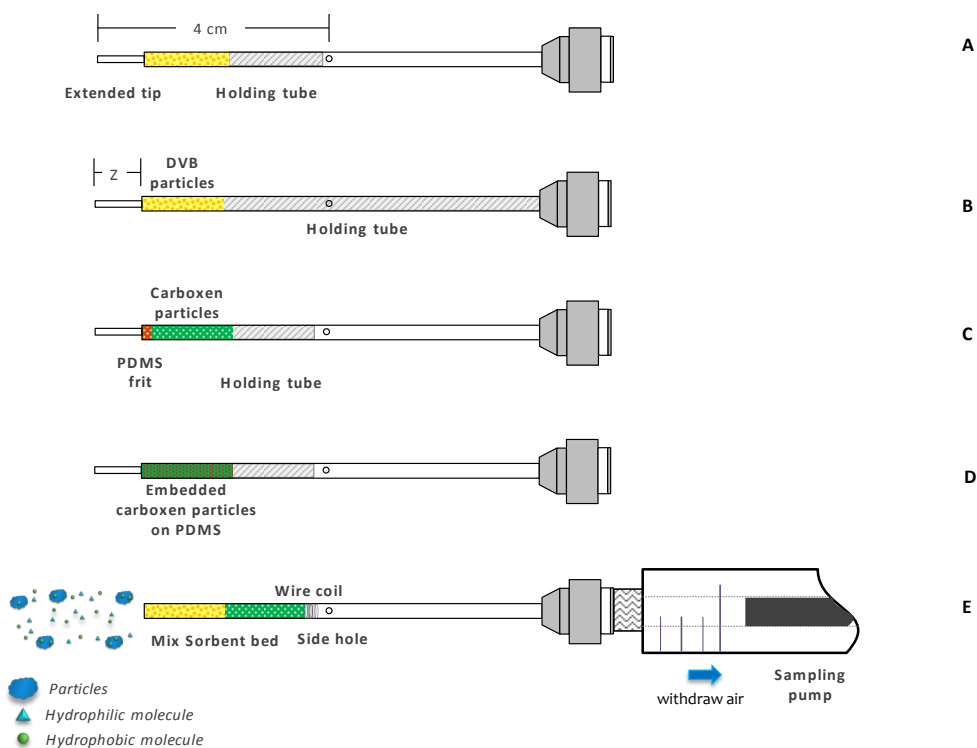 4 cm
A
Extended tip
Holding tube
DVB
particles
Z
B
Holding tube
Carboxen
particles
C
PDMS
frit
Holding tube
D
Embedded
carboxen particles
on PDMS
Wire coil
E
Mix Sorbent bed
Side hole
withdraw air
Sampling
pump
Particles
Hydrophilic molecule
Hydrophobic molecule